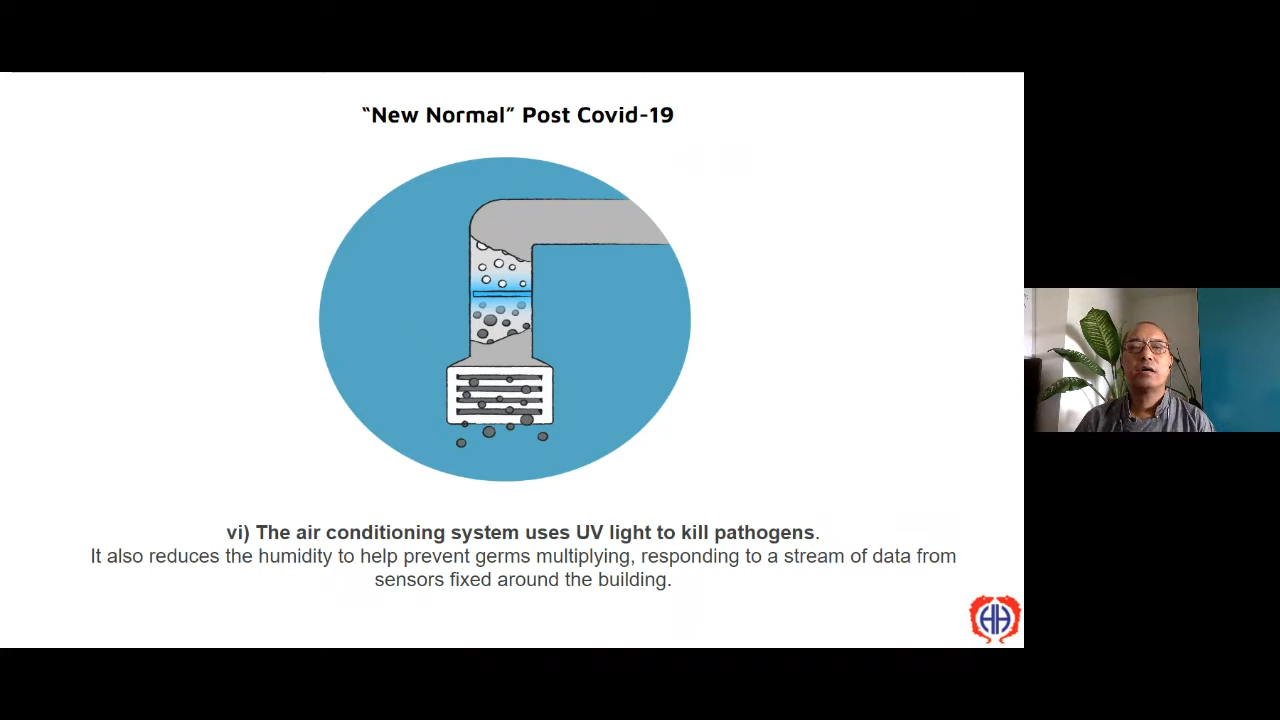 “New Normal” Post Covid-19
vi) The air conditioning system uses UV light to kill pathogens.
It also reduces the humidity to help prevent germs multiplying, responding to a stream of data from
sensors fixed around the building.
HH